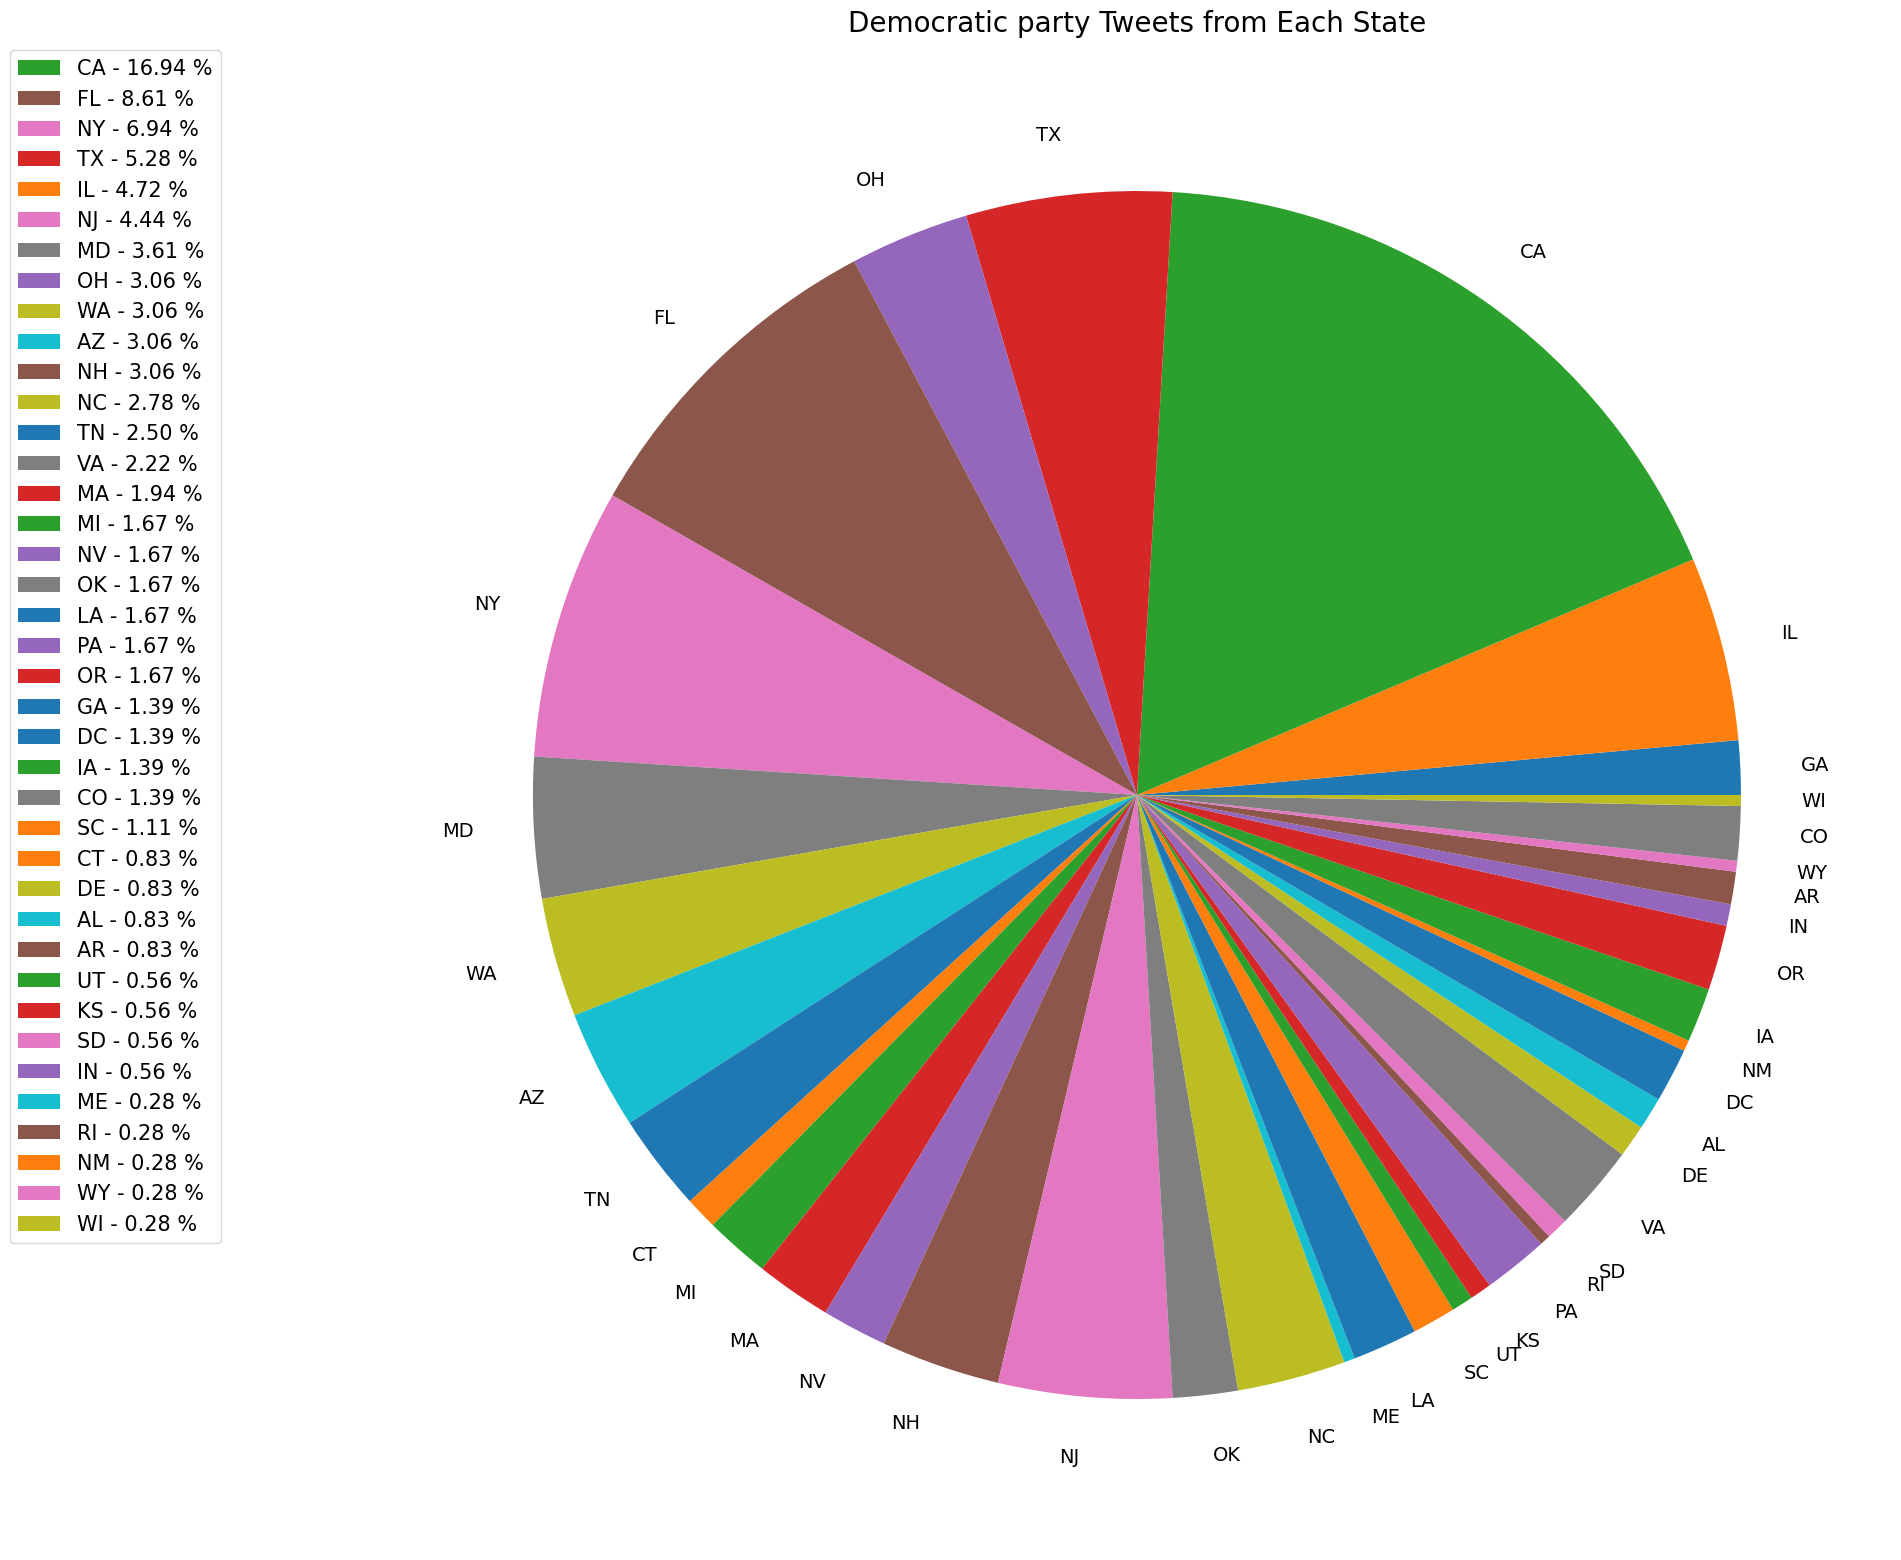 Democratic party Tweets from Each State
CA - 16.94 %
FL - 8.61 %
NY - 6.94 %
TX - 5.28 %
IL - 4.72 %
NJ - 4.44 %
MD - 3.61 %
OH - 3.06 %
WA - 3.06 %
AZ - 3.06 %
NH - 3.06 %
NC - 2.78 %
TN - 2.50 %
VA - 2.22 %
MA - 1.94 %
MI - 1.67 %
NV - 1.67 %
OK - 1.67 %
LA - 1.67 %
PA - 1.67 %
OR - 1.67 %
GA - 1.39 %
DC - 1.39 %
IA - 1.39 %
CO - 1.39 %
SC - 1.11 %
CT - 0.83 %
DE - 0.83 %
AL - 0.83 %
AR - 0.83 %
UT - 0.56 %
KS - 0.56 %
SD - 0.56 %
IN - 0.56 %
ME - 0.28 %
RI - 0.28 %
NM - 0.28 %
WY - 0.28 %
WI - 0.28 %
TX
OH
CA
FL
NY
IL
GA
WI
MD
CO
WY
AR
IN
WA
OR
IA
NM
AZ
DC
AL
DE
TN
VA
CT
SD
RI
MI
PA
MA
KS
UT
SC
NV
LA
ME
NH
NC
OK
NJ